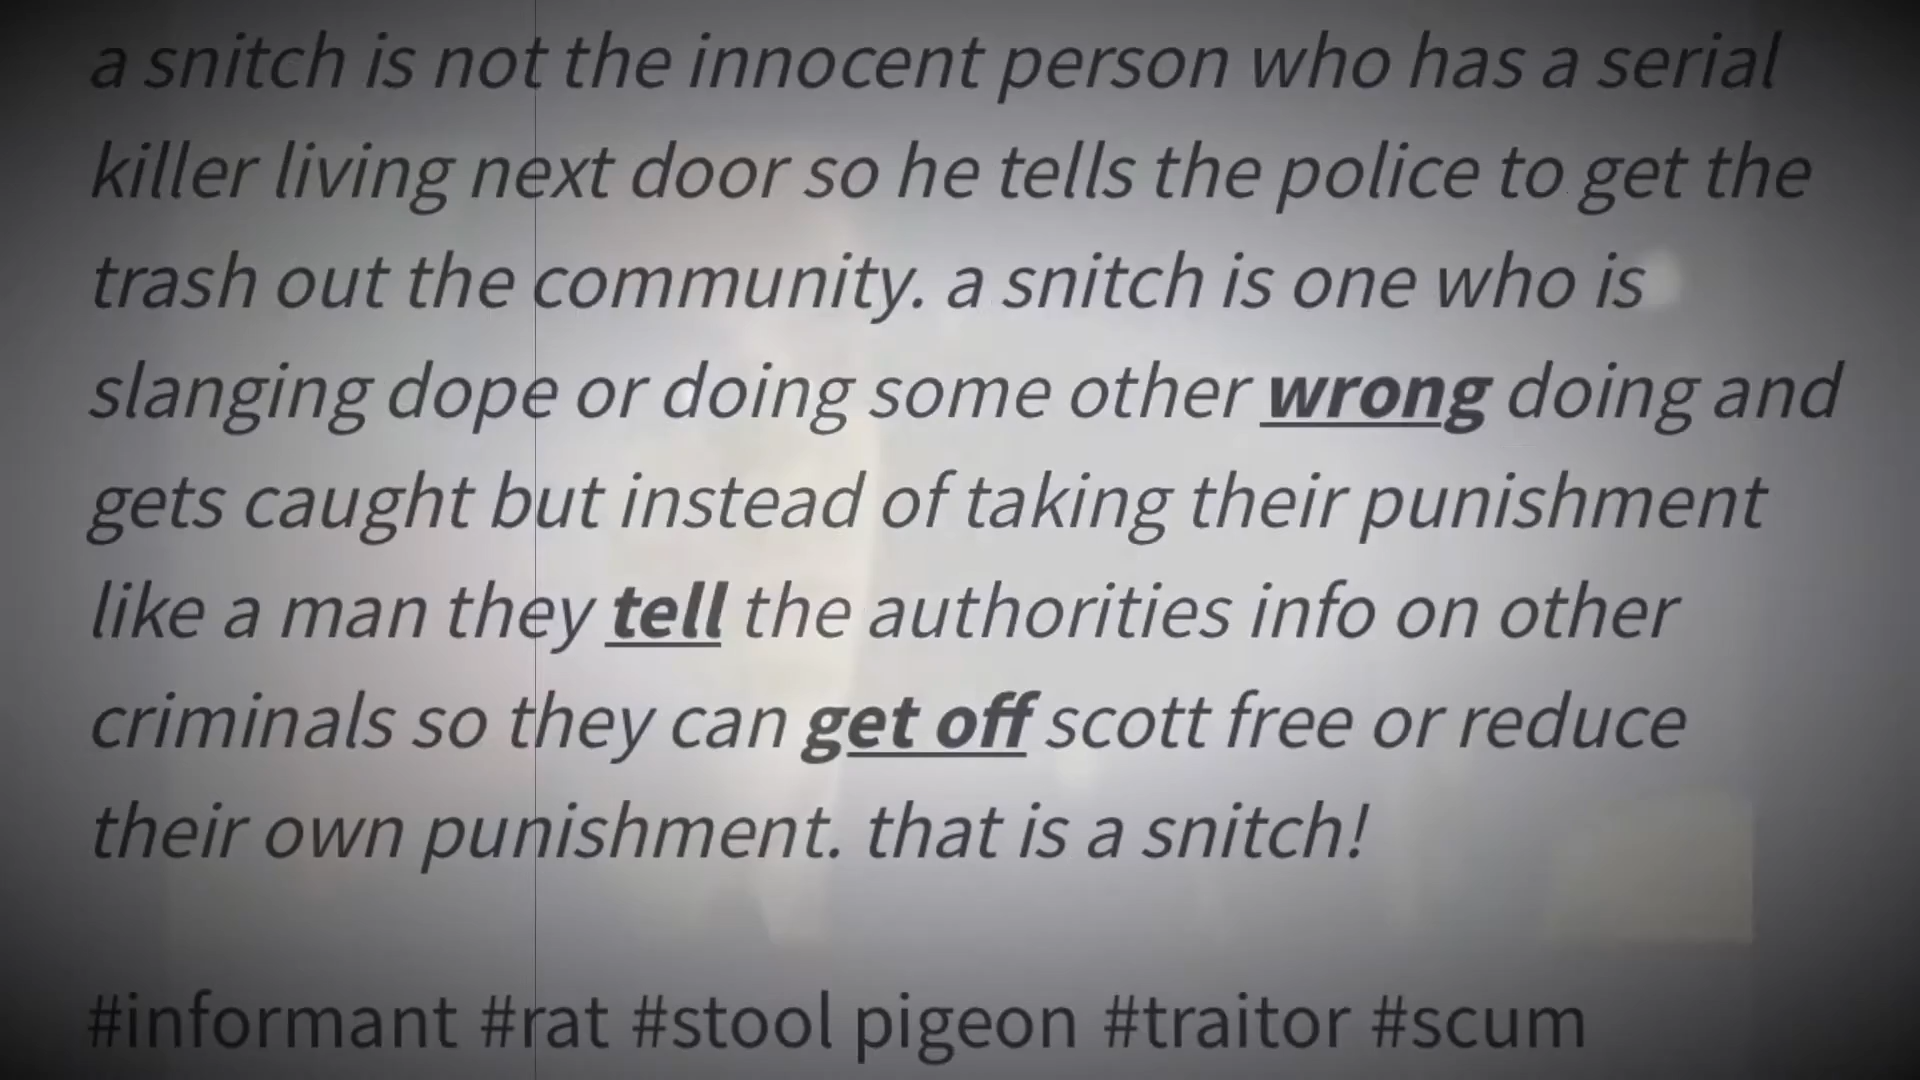 a snitch is not the innocent person who has a serial
killer living next door so he tells the police to get the
trash out the community. a snitch is one who is
slanging dope or doing some other wrong doing and
gets caught but instead of taking their punishment
like a man they tell the authorities info on other
criminals so they can get off scott free or reduce
their own punishment. that is a snitch!
#informant #rat #stool pigeon #traitor #scum